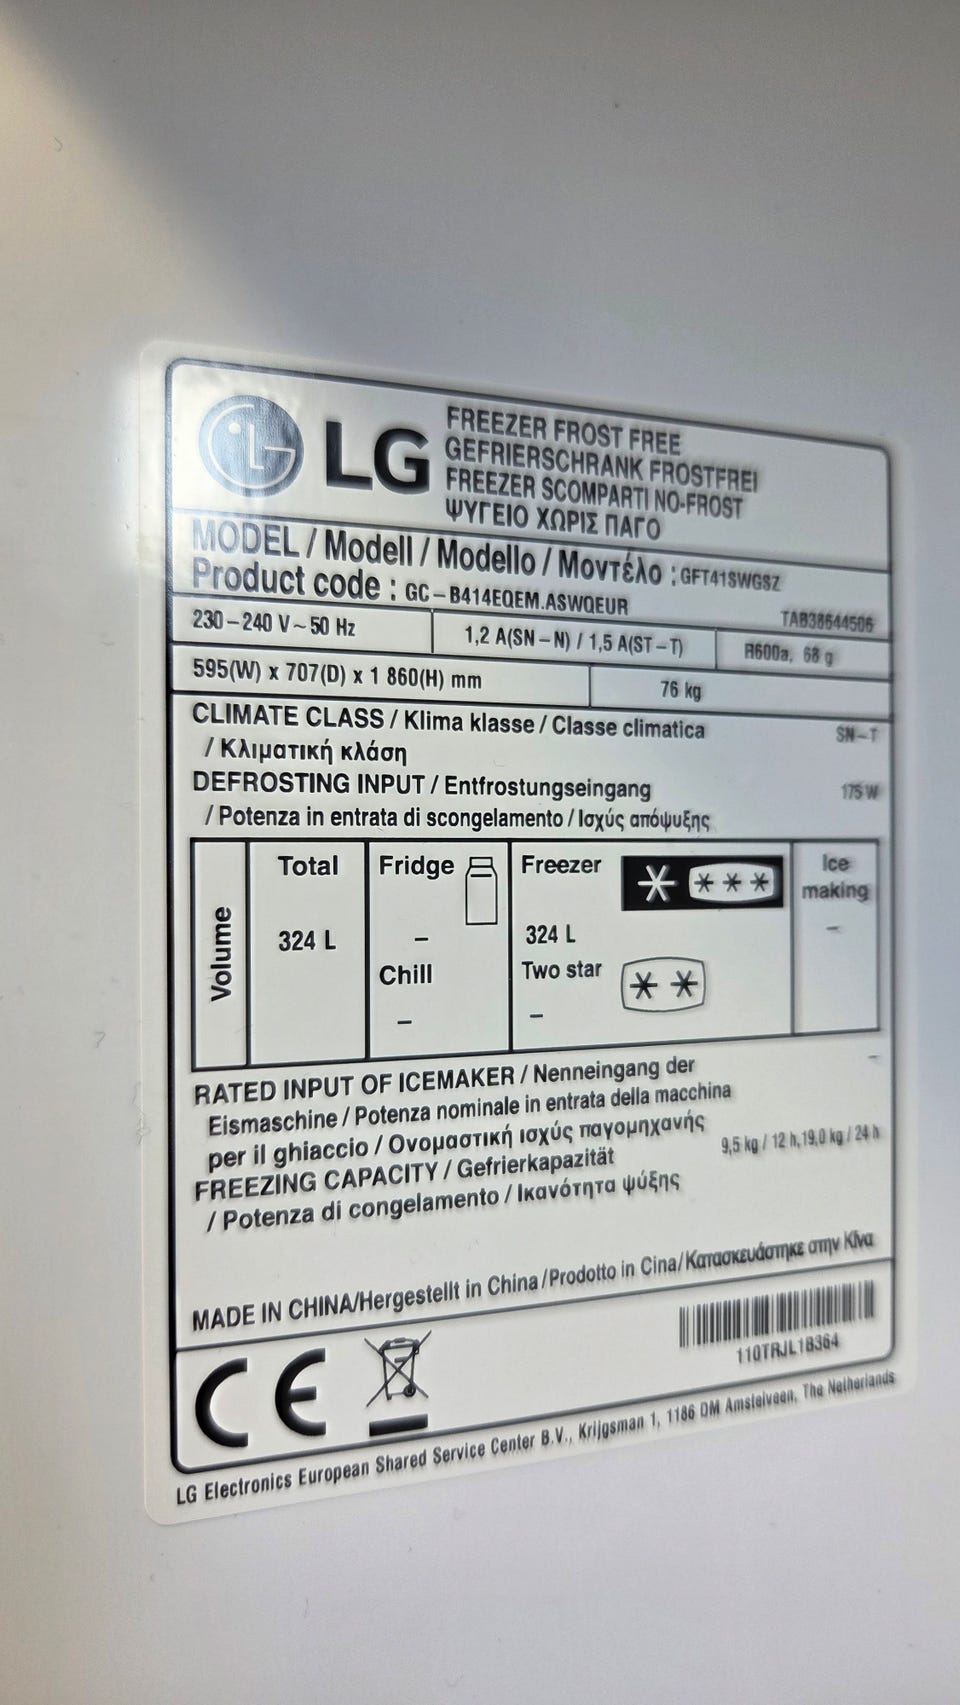 LG
FREEZER FROST FREE
GEFRIERSCHRANK FROSTFREI
FREEZER SCOMPARTI NO-FROST
ΨΥΓΕΙΟ ΧΩΡΙΣ ΠΑΓΟ
MODEL / Modell / Modello / Μοντέλο : GFT41SWGSZ
Product code : GC-B414EQEM.ASWQEUR
TAB38644506
230-240 V~50 Hz
1,2 A(SN-N) / 1,5 A(ST-T)
R600a, 68 g
595(W) x 707(D) x 1 860(H) mm
76 kg
CLIMATE CLASS / Klima klasse / Classe climatica
/ Κλιματική κλάση
SN-T
DEFROSTING INPUT / Entfrostungseingang
/ Potenza in entrata di scongelamento / Ισχύς απόψυξης
175 W
Volume
Total
324 L
Fridge
–
Chill
–
Freezer
324 L
Two star
–
Ice
making
–
RATED INPUT OF ICEMAKER / Nenneingang der
Eismaschine / Potenza nominale in entrata della macchina
per il ghiaccio / Ονομαστική ισχύς παγομηχανής
–
FREEZING CAPACITY / Gefrierkapazität
/ Potenza di congelamento / Ικανότητα ψύξης
9,5 kg / 12 h, 19,0 kg / 24 h
MADE IN CHINA/Hergestellt in China/Prodotto in Cina/Κατασκευάστηκε στην Κίνα
CE
110TRJL1B364
LG Electronics European Shared Service Center B.V., Krijgsman 1, 1186 DM Amstelveen, The Netherlands